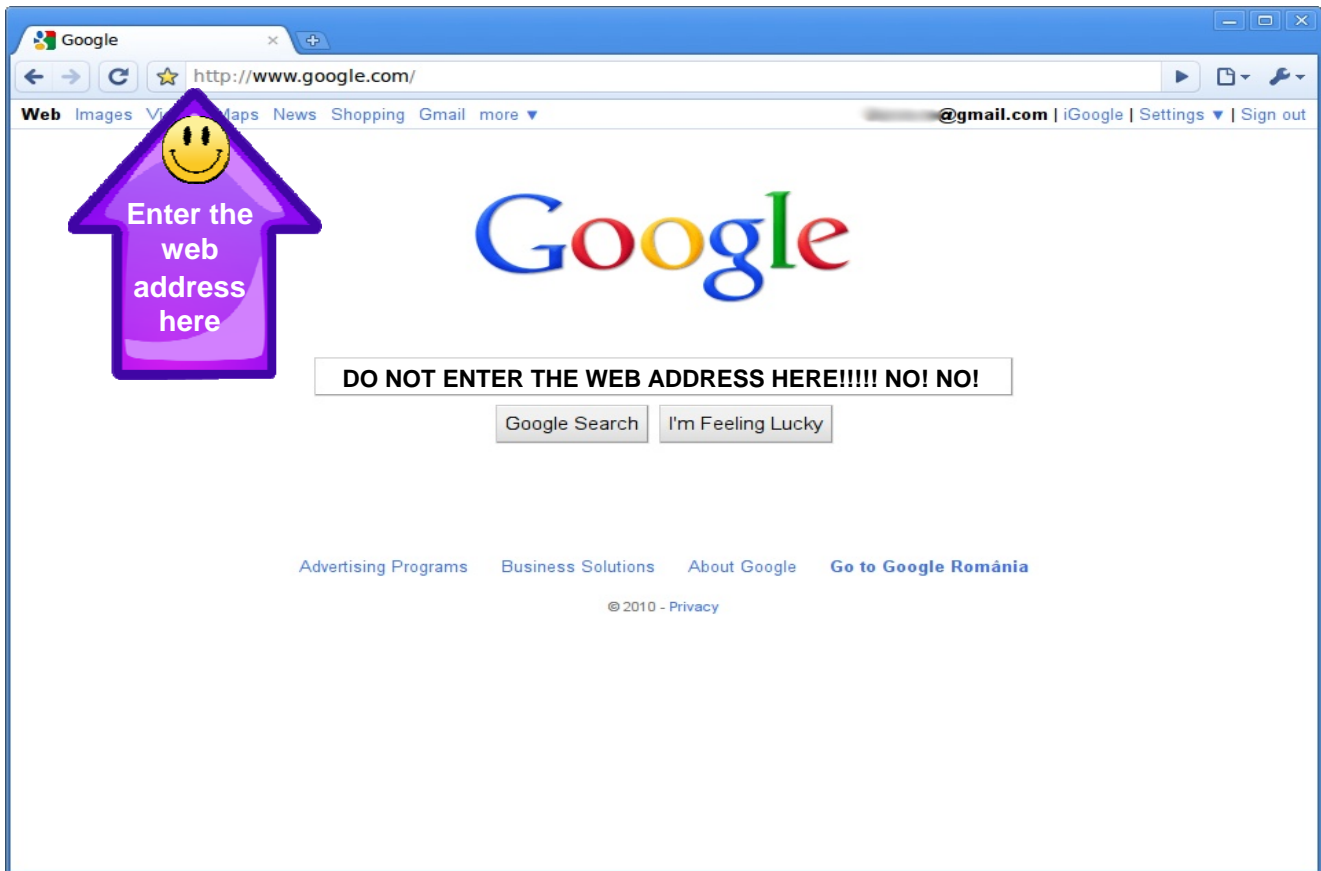 Google
http://www.google.com/
Web Images Maps News Shopping Gmail more ▼ @gmail.com | iGoogle | Settings ▼ | Sign out
Enter the
web
address
here
Google
DO NOT ENTER THE WEB ADDRESS HERE!!!!! NO! NO!
Google Search I'm Feeling Lucky
Advertising Programs Business Solutions About Google Go to Google România
© 2010 - Privacy